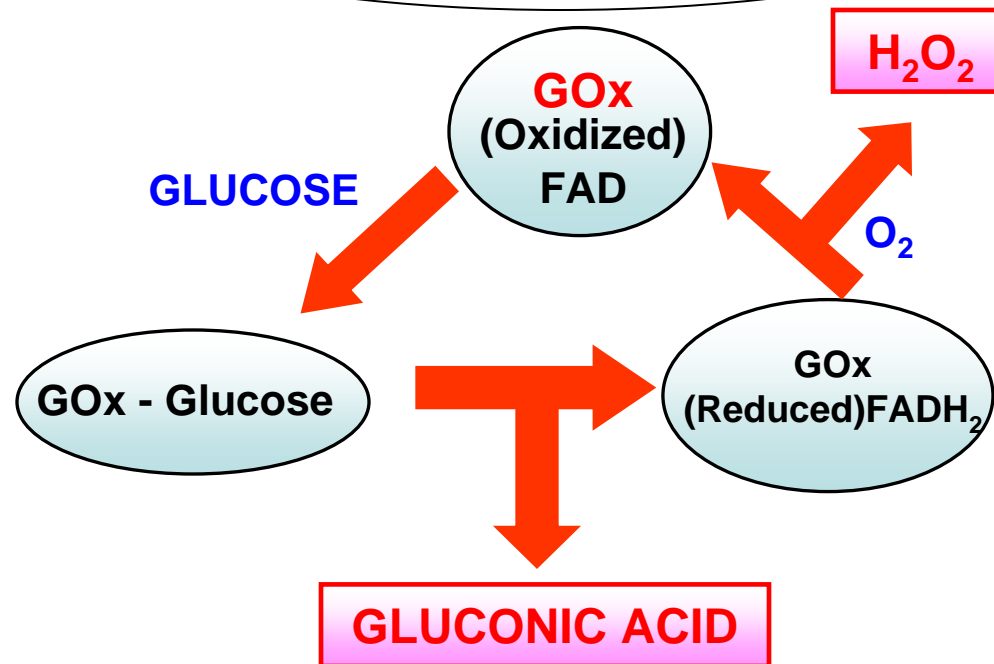 H₂O₂
GOx
(Oxidized)
FAD
GLUCOSE
O₂
GOx - Glucose
GOx
(Reduced)FADH₂
GLUCONIC ACID